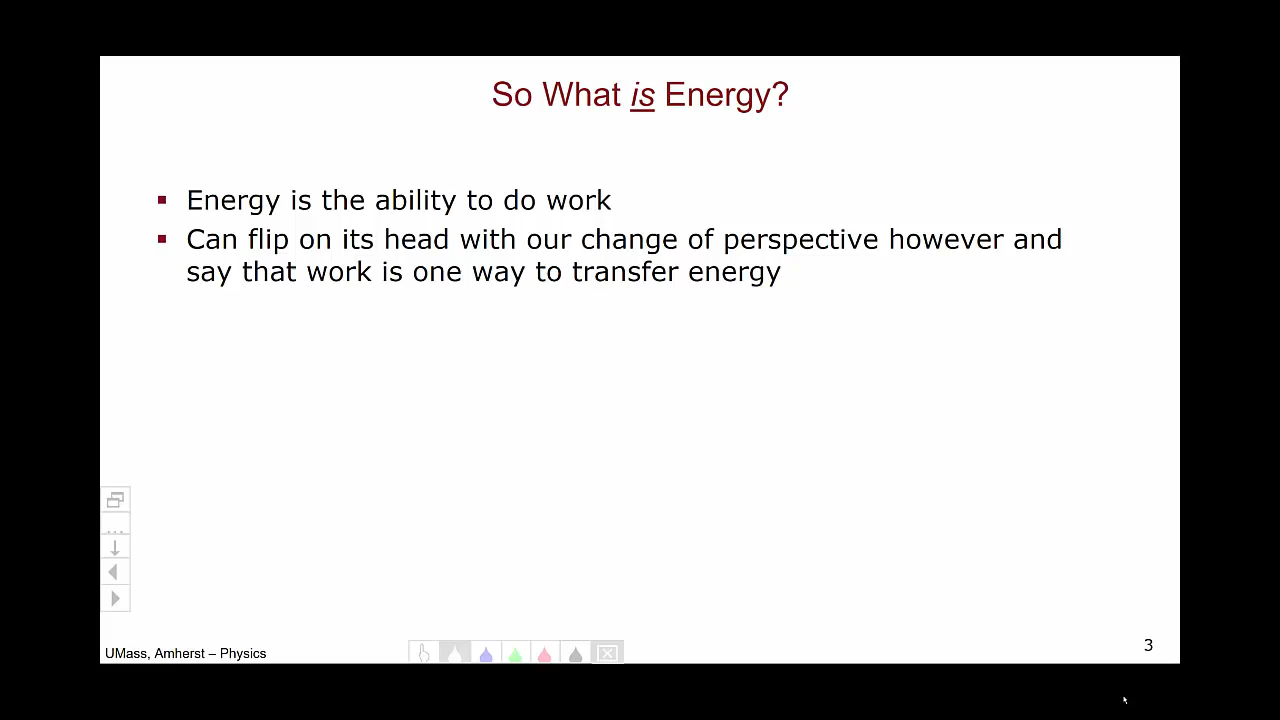 So What is Energy?
Energy is the ability to do work
Can flip on its head with our change of perspective however and
say that work is one way to transfer energy
UMass, Amherst – Physics
3